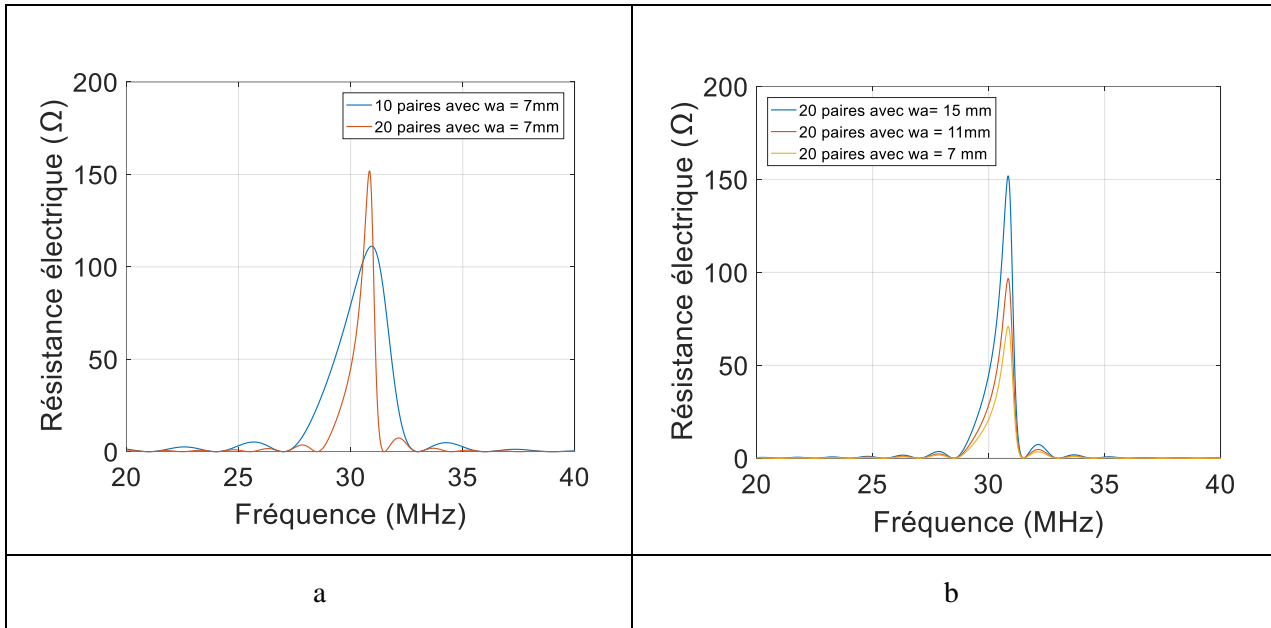 200
150
100
50
0
20
25
30
35
40
Résistance électrique (Ω)
Fréquence (MHz)
10 paires avec wa = 7mm
20 paires avec wa = 7mm
a
200
150
100
50
0
20
25
30
35
40
Résistance électrique (Ω)
Fréquence (MHz)
20 paires avec wa= 15 mm
20 paires avec wa = 11mm
20 paires avec wa = 7 mm
b